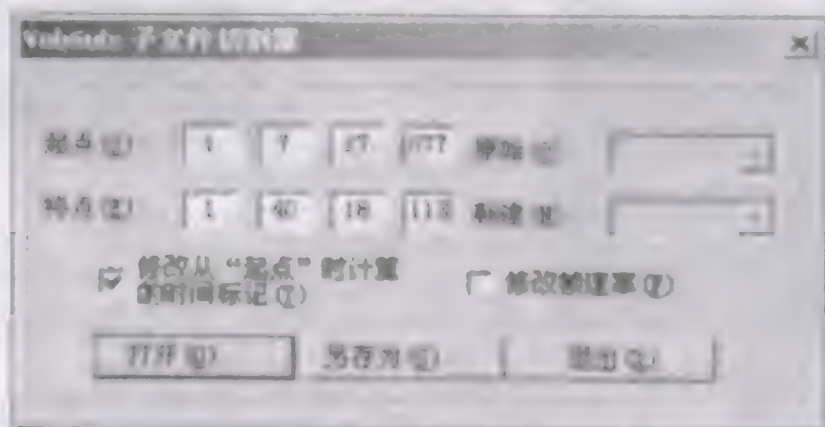 VobSub 子文件切割器
起点 1 7 17 077
终点 1 40 18 113
修改从“起点”时计算
的时间标记(T) 修改帧速率(F)
打开(O) 另存为 退出